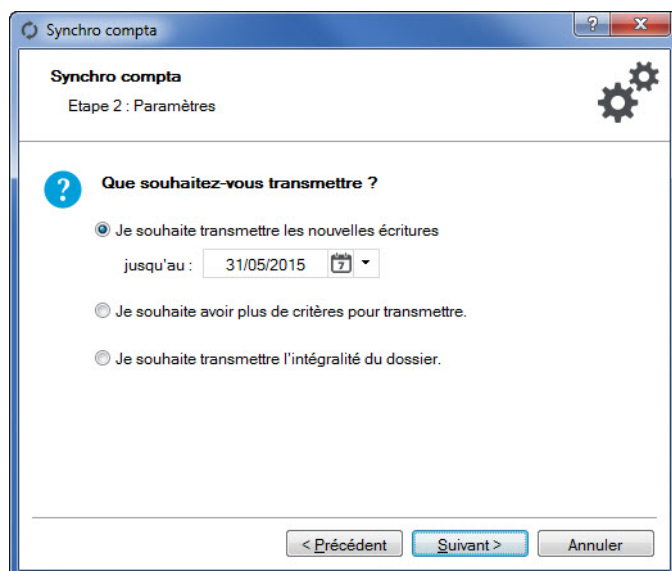 Synchro compta
Synchro compta
Etape 2 : Paramètres
Que souhaitez-vous transmettre ?
Je souhaite transmettre les nouvelles écritures
jusqu'au : 31/05/2015 7
Je souhaite avoir plus de critères pour transmettre.
Je souhaite transmettre l'intégralité du dossier.
< Précédent Suivant > Annuler